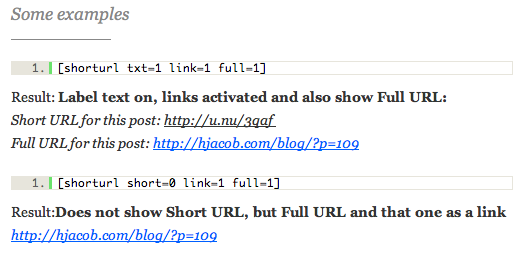 Some examples
1. [shorturl txt=1 link=1 full=1]
Result: Label text on, links activated and also show Full URL:
Short URL for this post: http://u.nu/3qaf
Full URL for this post: http://hjacob.com/blog/?p=109
1. [shorturl short=0 link=1 full=1]
Result:Does not show Short URL, but Full URL and that one as a link
http://hjacob.com/blog/?p=109